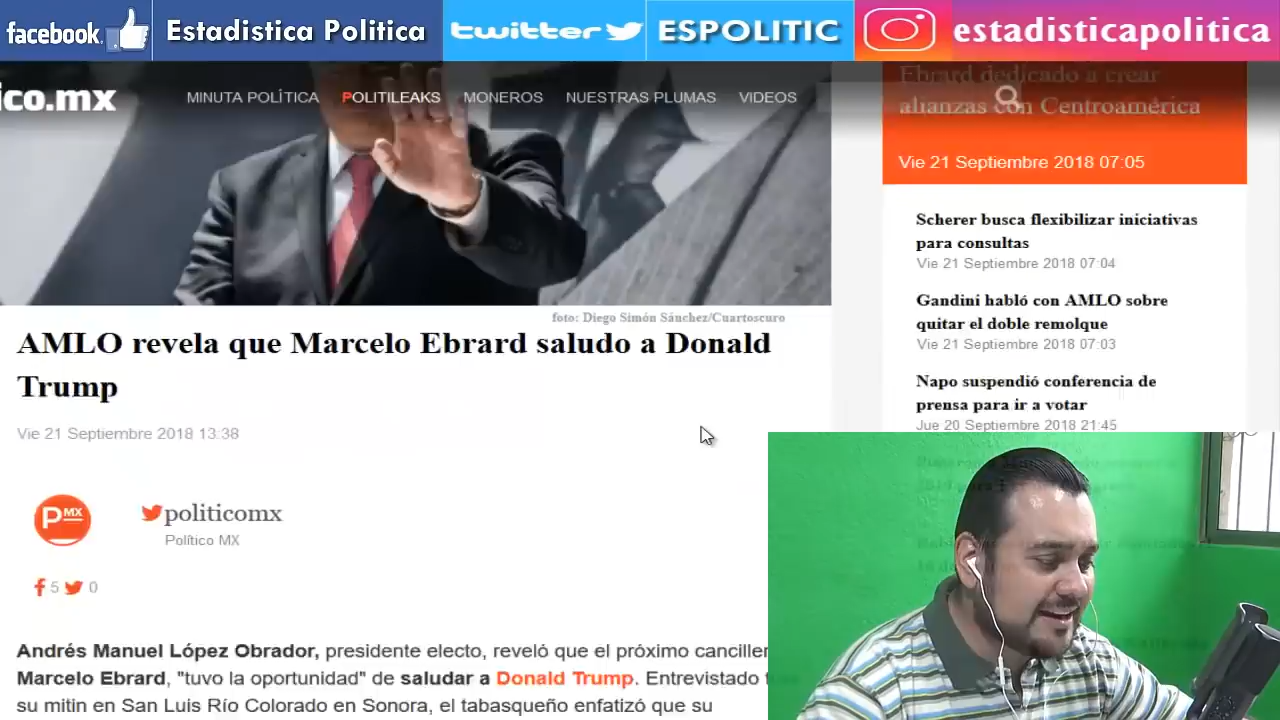 facebook.
Estadistica Politica
twitter
ESPOLITIC
estadisticapolitica
ico.mx
MINUTA POLÍTICA
POLITILEAKS
MONEROS
NUESTRAS PLUMAS
VIDEOS
Ebrard dedicado a crear
alianzas con Centroamérica
Vie 21 Septiembre 2018 07:05
Scherer busca flexibilizar iniciativas
para consultas
Vie 21 Septiembre 2018 07:04
Gandini habló con AMLO sobre
quitar el doble remolque
Vie 21 Septiembre 2018 07:03
Napo suspendió conferencia de
prensa para ir a votar
Jue 20 Septiembre 2018 21:45
foto: Diego Simón Sánchez/Cuartoscuro
AMLO revela que Marcelo Ebrard saludo a Donald
Trump
Vie 21 Septiembre 2018 13:38
PMX
politicomx
Político MX
5
0
Andrés Manuel López Obrador, presidente electo, reveló que el próximo canciller
Marcelo Ebrard, "tuvo la oportunidad" de saludar a Donald Trump. Entrevistado
su mitin en San Luis Río Colorado en Sonora, el tabasqueño enfatizó que su